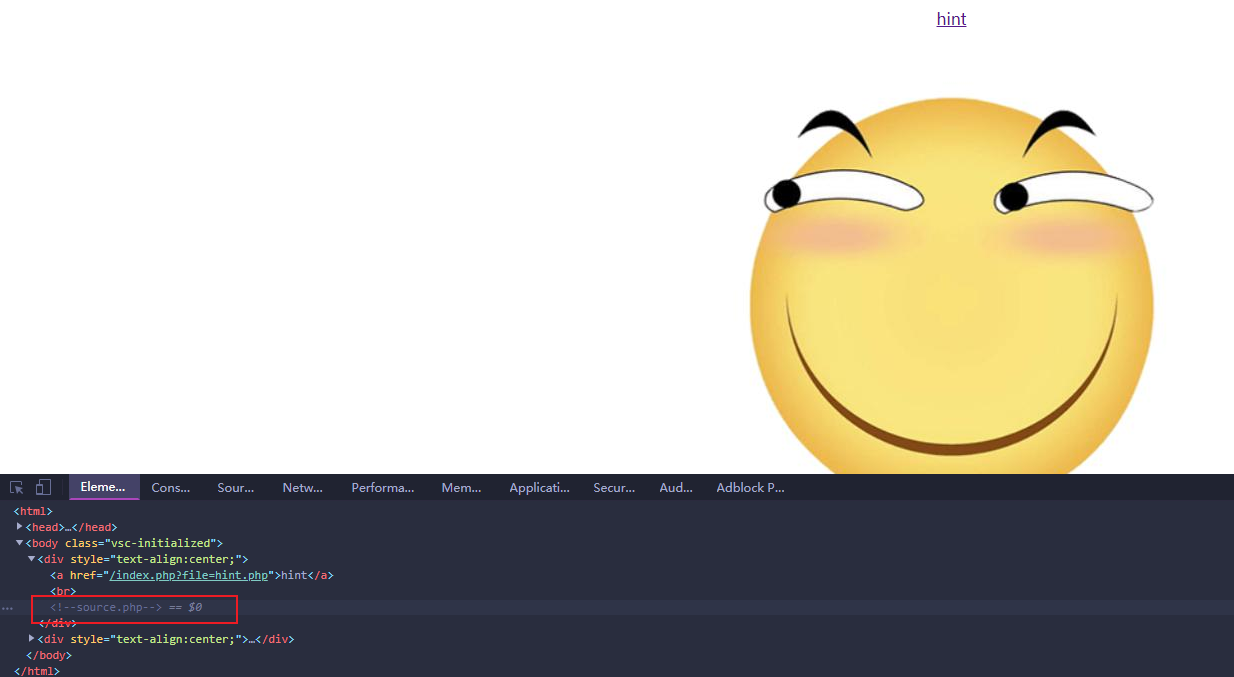 hint
Eleme... Cons... Sour... Netw... Performa... Mem... Applicati... Secur... Aud... Adblock P...
<html>
<head>…</head>
<body class="vsc-initialized">
<div style="text-align:center;">
<a href="/index.php?file=hint.php">hint</a>
<br>
<!--source.php--> == $0
</div>
<div style="text-align:center;">…</div>
</body>
</html>